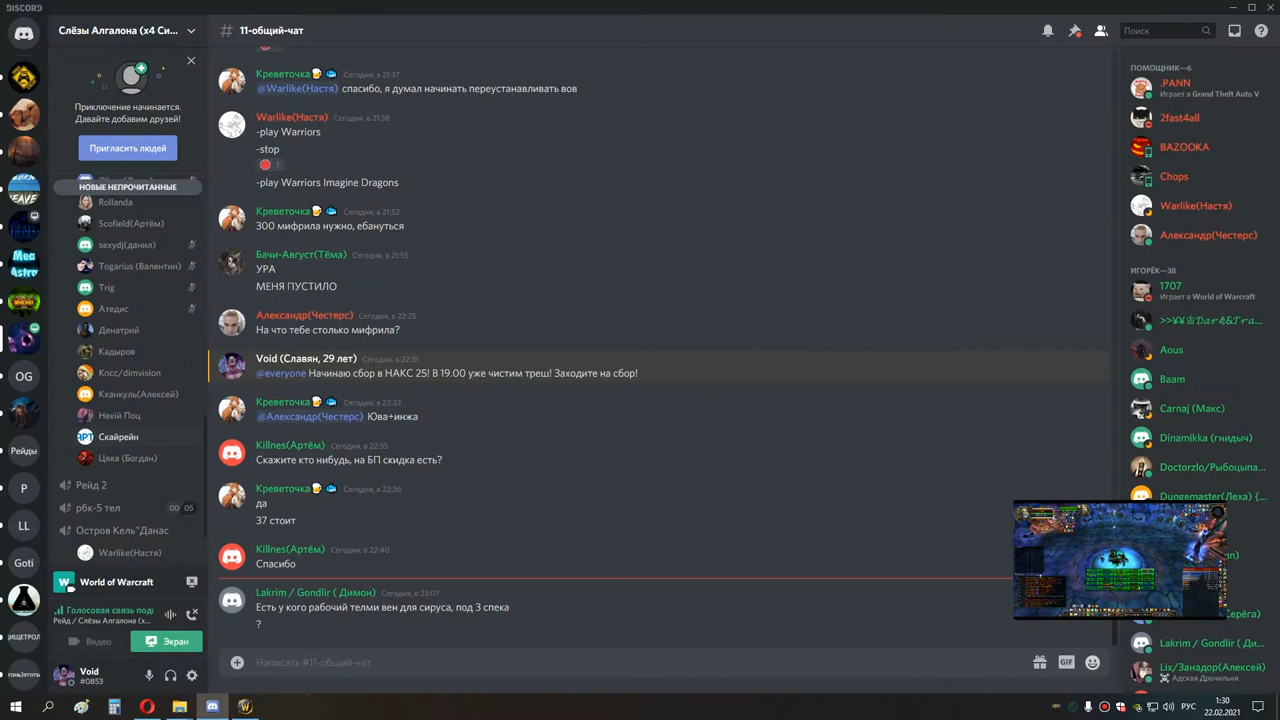 DISCORD
Слёзы Алгалона (x4 Си...
11-общий-чат
Поиск
Приключение начинается.
Давайте добавим друзей!
Пригласить людей
НОВЫЕ НЕПРОЧИТАННЫЕ
Rollanda
Scofield(Артём)
sexydj(данил)
Togarius (Валентин)
Trig
Атедис
Денатрий
Кадыров
Кпсс/dimvision
Кханкуль(Алексей)
Некій Поц
Скайрейн
Цяка (Богдан)
Рейд 2
рбк-5 тел
00 05
Остров Кель"Данас
Warlike(Настя)
World of Warcraft
Голосовая связь подк
Рейд / Слёзы Алгалона (x...
Видео
Экран
Void
#0853
OG
Рейды
P
LL
Goti
Креветочка Сегодня, в 21:37
@Warlike(Настя) спасибо, я думал начинать переустанавливать вов
Warlike(Настя) Сегодня, в 21:38
-play Warriors
-stop
1
-play Warriors Imagine Dragons
Креветочка Сегодня, в 21:52
300 мифрила нужно, ебануться
Бачи-Август(Тёма) Сегодня, в 21:55
УРА
МЕНЯ ПУСТИЛО
Александр(Честерс) Сегодня, в 22:25
На что тебе столько мифрила?
Void (Славян, 29 лет) Сегодня, в 22:31
@everyone Начинаю сбор в НАКС 25! В 19.00 уже чистим треш! Заходите на сбор!
Креветочка Сегодня, в 22:33
@Александр(Честерс) Юва+инжа
Killnes(Артём) Сегодня, в 22:35
Скажите кто нибудь, на БП скидка есть?
Креветочка Сегодня, в 22:36
да
37 стоит
Killnes(Артём) Сегодня, в 22:40
Спасибо
Lakrim / Gondlir ( Димон) Сегодня, в 23:07
Есть у кого рабочий телми вен для сируса, под 3 спека
?
Написать #11-общий-чат
GIF
ПОМОЩНИК—6
.PANN
Играет в Grand Theft Auto V
2fast4all
BAZOOKA
Chops
Warlike(Настя)
Александр(Честерс)
ИГОРЁК—38
1707
Играет в World of Warcraft
Aous
Baam
Carnaj (Макс)
Dinamikka (гнидыч)
Doctorzlo/Рыбоцыпа...
Dungemaster(Леха) {...
Lakrim / Gondlir ( Ди...
Lix/Занадор(Алексей)
Адская Дрочильня
РУС
1:30
22.02.2021